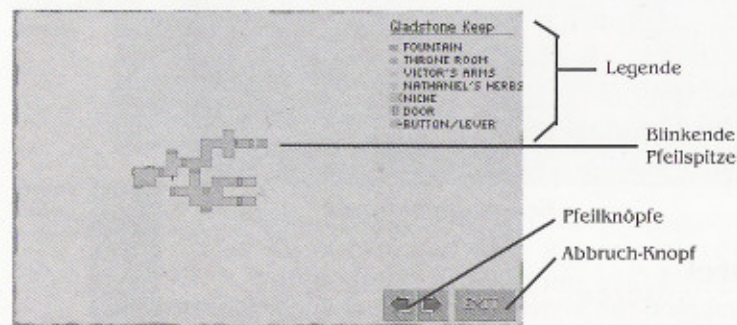 Gladstone Keep
FOUNTAIN
THRONE ROOM
VICTOR'S ARMS
NATHANIEL'S HERBS
NICHE
DOOR
BUTTON/LEVER
Legende
Blinkende
Pfeilspitze
Pfeilknöpfe
Abbruch-Knopf
EXIT